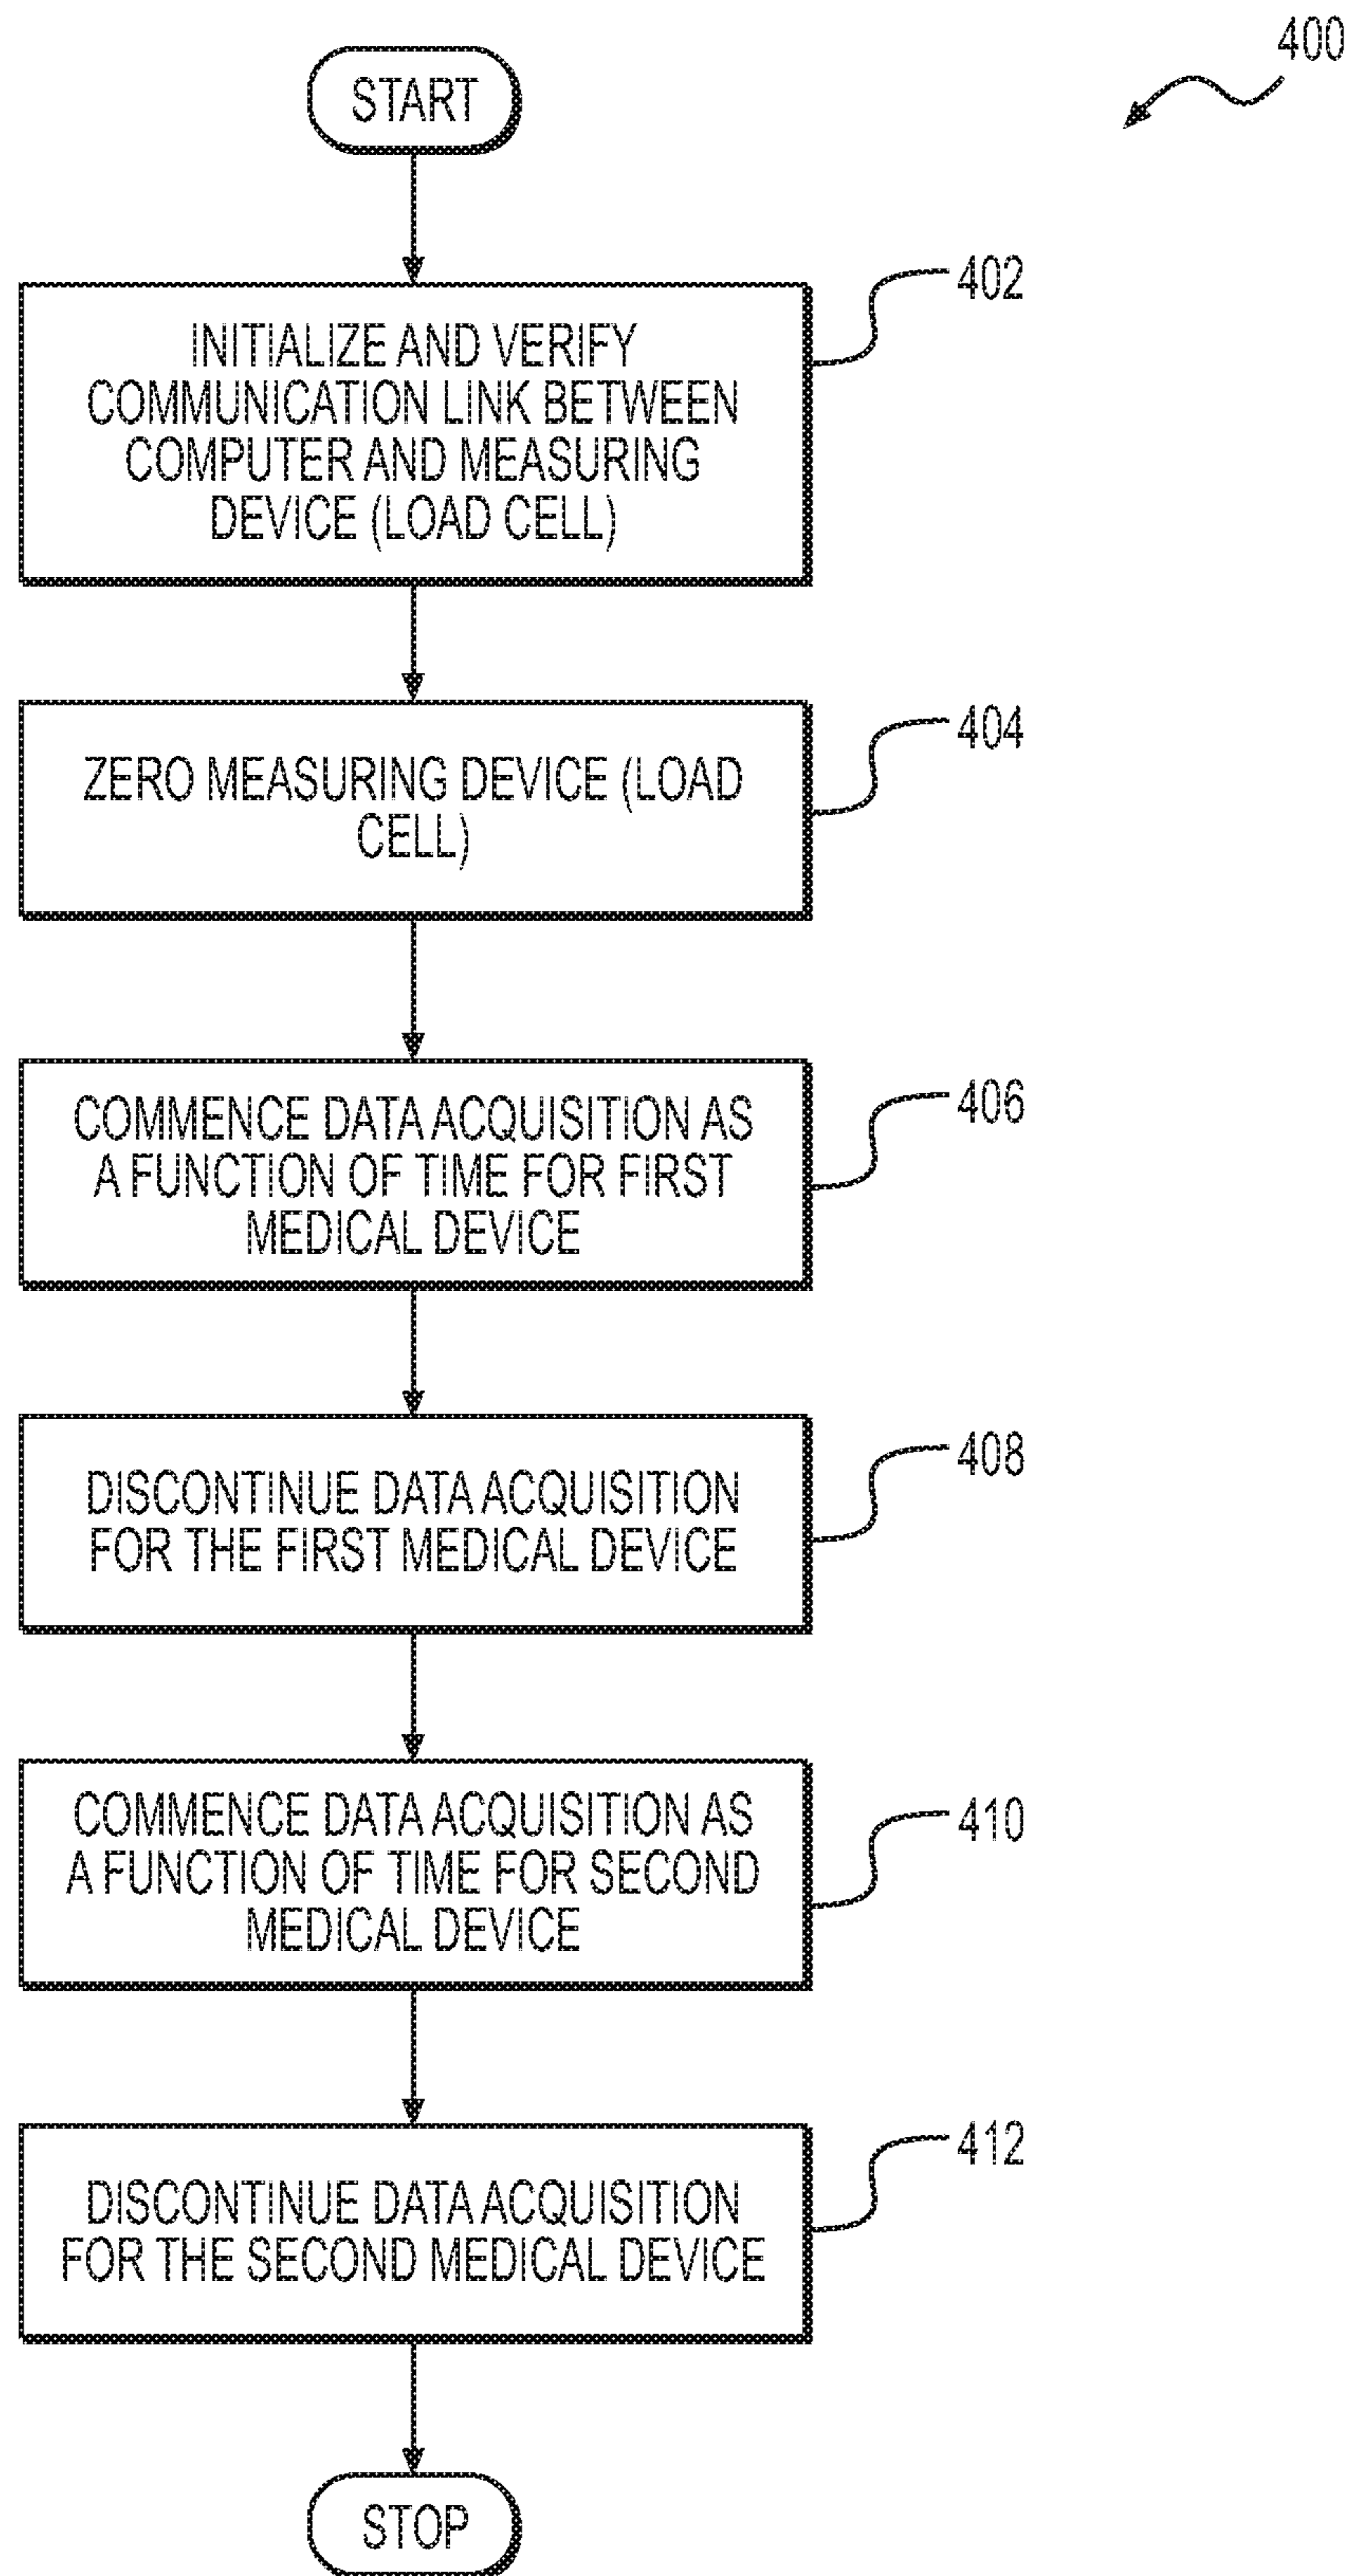 400
START
402
INITIALIZE AND VERIFY
COMMUNICATION LINK BETWEEN
COMPUTER AND MEASURING
DEVICE (LOAD CELL)
404
ZERO MEASURING DEVICE (LOAD
CELL)
406
COMMENCE DATA ACQUISITION AS
A FUNCTION OF TIME FOR FIRST
MEDICAL DEVICE
408
DISCONTINUE DATA ACQUISITION
FOR THE FIRST MEDICAL DEVICE
410
COMMENCE DATA ACQUISITION AS
A FUNCTION OF TIME FOR SECOND
MEDICAL DEVICE
412
DISCONTINUE DATA ACQUISITION
FOR THE SECOND MEDICAL DEVICE
STOP